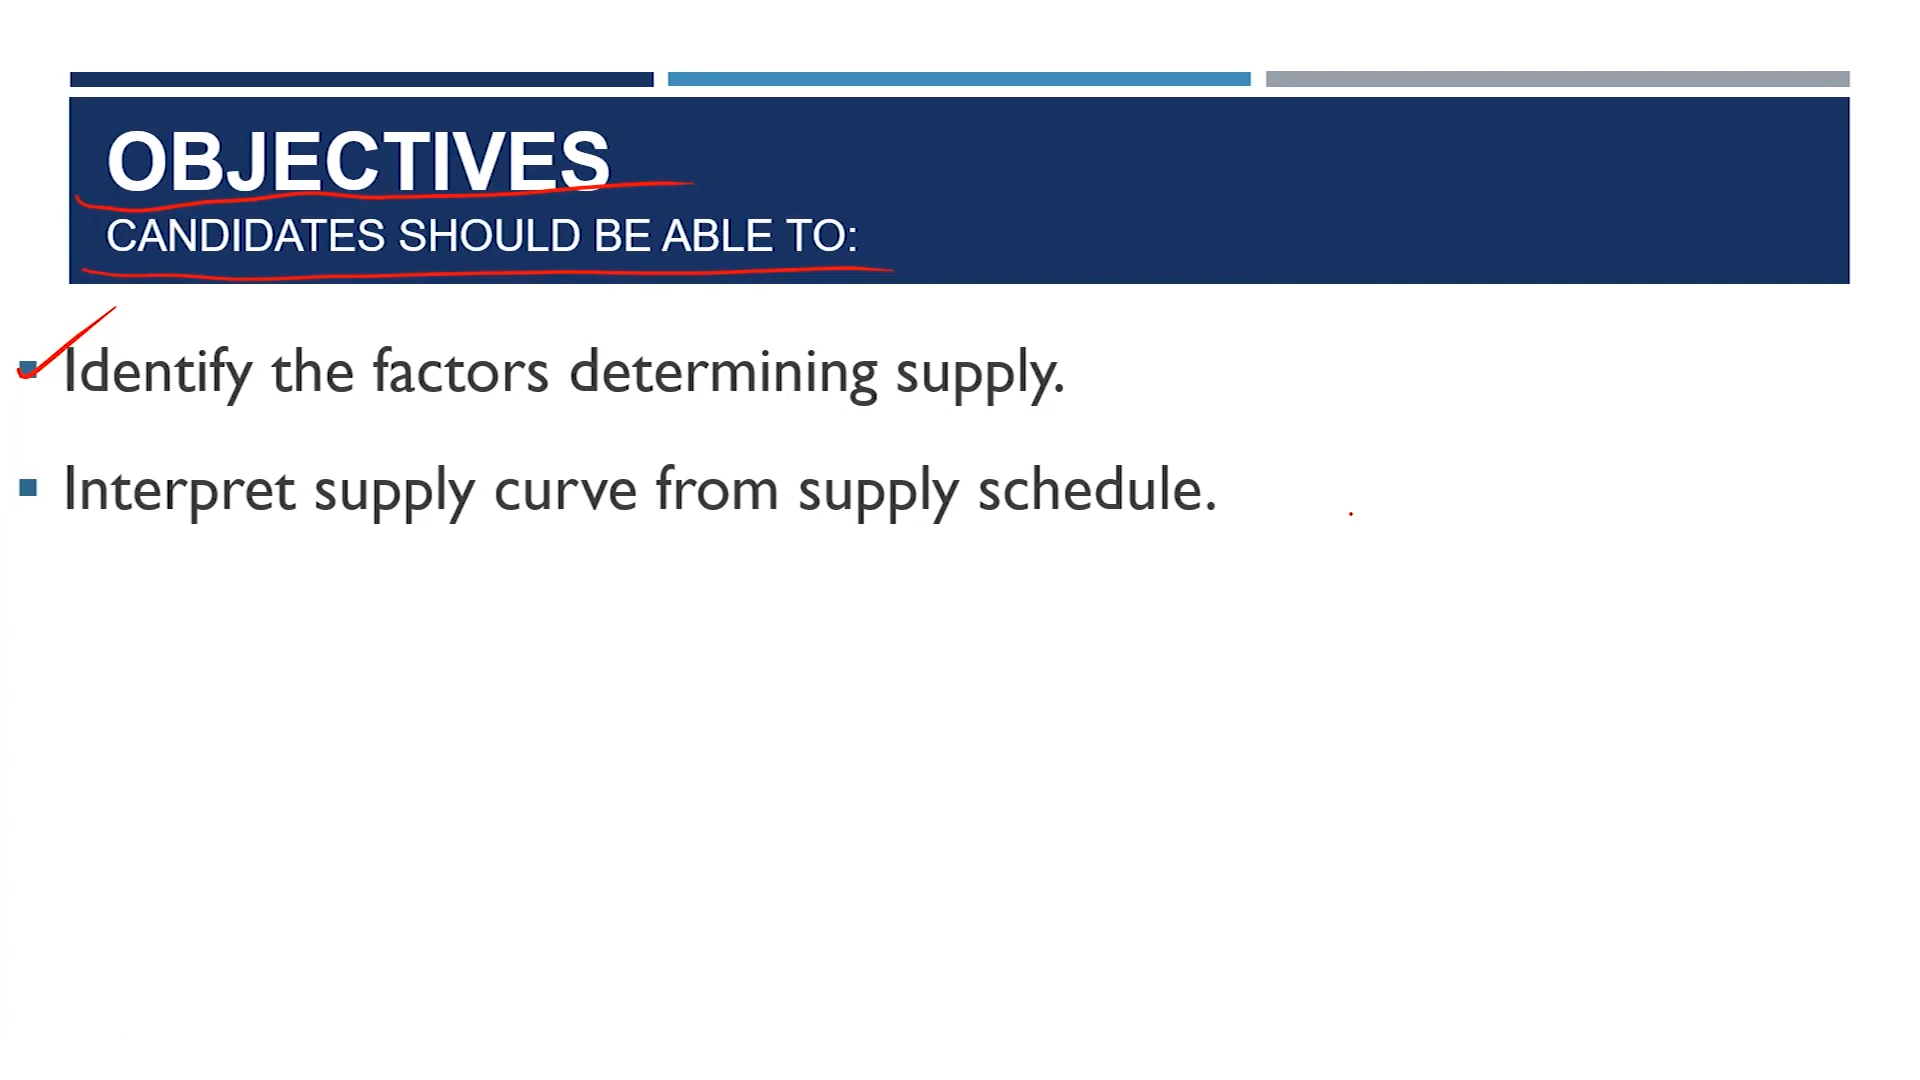 OBJECTIVES
CANDIDATES SHOULD BE ABLE TO:
Identify the factors determining supply.
Interpret supply curve from supply schedule.